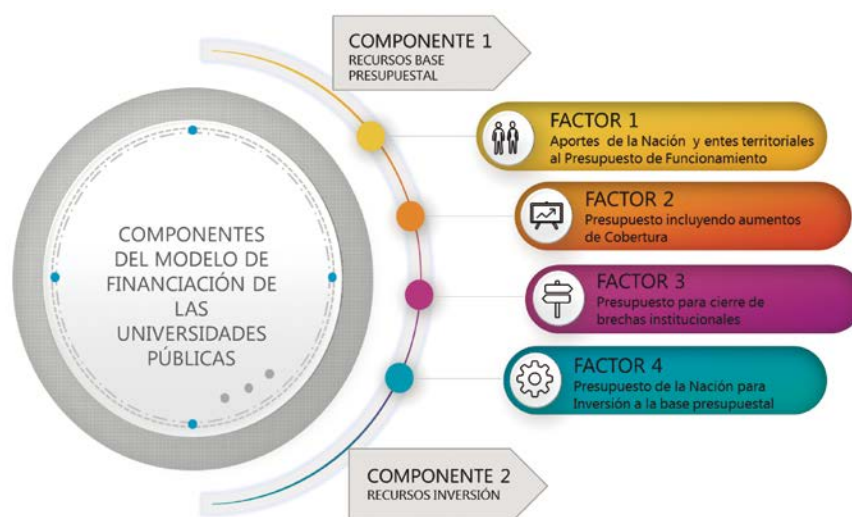 COMPONENTE 1
RECURSOS BASE
PRESUPUESTAL
FACTOR 1
Aportes de la Nación y entes territoriales
al Presupuesto de Funcionamiento
FACTOR 2
Presupuesto incluyendo aumentos
de Cobertura
COMPONENTES
DEL MODELO DE
FINANCIACIÓN DE
LAS
UNIVERSIDADES
PÚBLICAS
FACTOR 3
Presupuesto para cierre de
brechas institucionales
FACTOR 4
Presupuesto de la Nación para
Inversión a la base presupuestal
COMPONENTE 2
RECURSOS INVERSIÓN